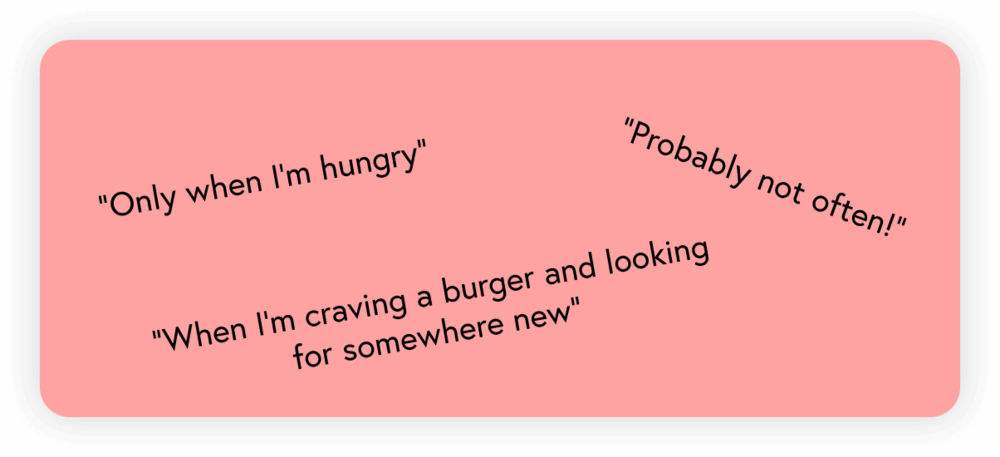 "Only when I'm hungry"
"Probably not often!"
"When I'm craving a burger and looking
for somewhere new"